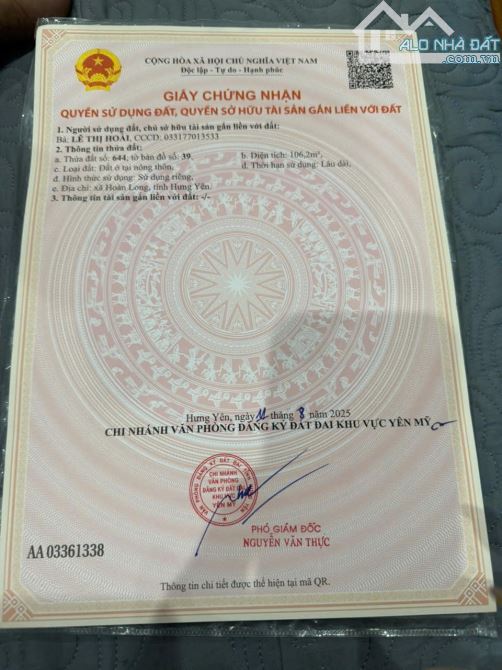 ALO NHÀ ĐẤT
CỘNG HÒA XÃ HỘI CHỦ NGHĨA VIỆT NAM
Độc lập - Tự do - Hạnh phúc
GIẤY CHỨNG NHẬN
QUYỀN SỬ DỤNG ĐẤT, QUYỀN SỞ HỮU TÀI SẢN GẮN LIỀN VỚI ĐẤT
1. Người sử dụng đất, chủ sở hữu tài sản gắn liền với đất:
Bà: LÊ THỊ HOÀI, CCCD: 033177013533
2. Thông tin thửa đất:
a. Thửa đất số: 644; tờ bản đồ số: 39, b. Diện tích: 106,2m²,
c. Loại đất: Đất ở tại nông thôn, d. Thời hạn sử dụng: Lâu dài,
đ. Hình thức sử dụng: Sử dụng riêng,
e. Địa chỉ: xã Hoàn Long, tỉnh Hưng Yên.
3. Thông tin tài sản gắn liền với đất: -/-
Hưng Yên, ngày 11 tháng 8 năm 2025
CHI NHÁNH VĂN PHÒNG ĐĂNG KÝ ĐẤT ĐAI KHU VỰC YÊN MỸ
CHI NHÁNH
VĂN PHÒNG
ĐĂNG KÝ ĐẤT ĐAI
KHU VỰC
YÊN MỸ
PHÓ GIÁM ĐỐC
NGUYỄN VĂN THỰC
AA 03361338
Thông tin chi tiết được thể hiện tại mã QR.